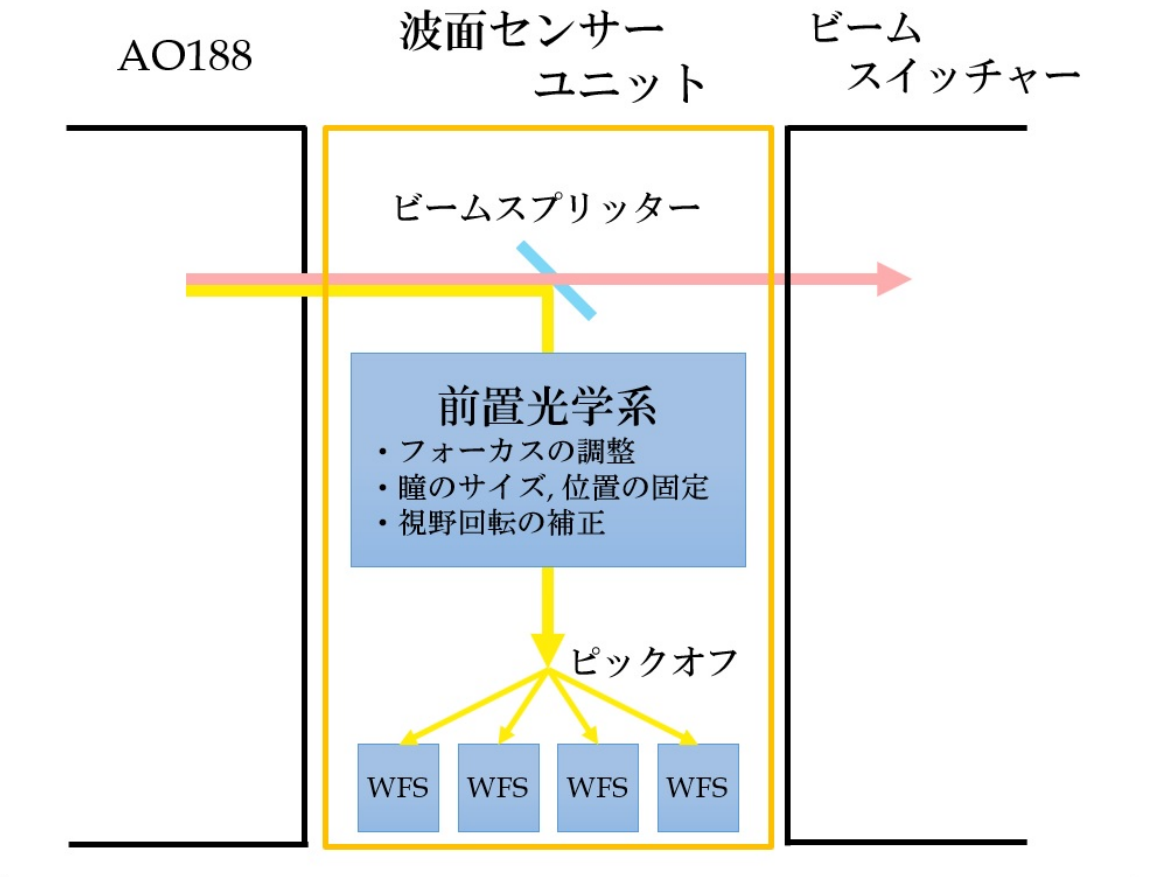 AO188
波面センサー
ユニット
ビーム
スイッチャー
ビームスプリッター
前置光学系
・フォーカスの調整
・瞳のサイズ, 位置の固定
・視野回転の補正
ピックオフ
WFS
WFS
WFS
WFS